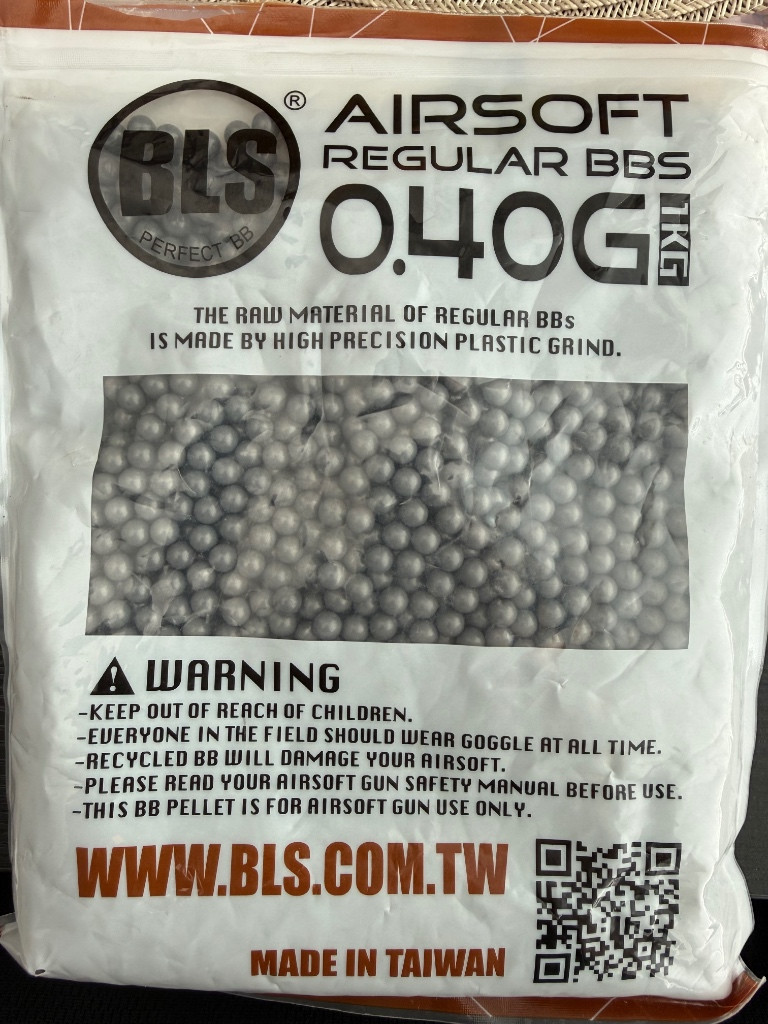 BLS
®
PERFECT BB
AIRSOFT
REGULAR BBS
0.40G
1KG
THE RAW MATERIAL OF REGULAR BBs
IS MADE BY HIGH PRECISION PLASTIC GRIND.
WARNING
-KEEP OUT OF REACH OF CHILDREN.
-EVERYONE IN THE FIELD SHOULD WEAR GOGGLE AT ALL TIME.
-RECYCLED BB WILL DAMAGE YOUR AIRSOFT.
-PLEASE READ YOUR AIRSOFT GUN SAFETY MANUAL BEFORE USE.
-THIS BB PELLET IS FOR AIRSOFT GUN USE ONLY.
WWW.BLS.COM.TW
MADE IN TAIWAN